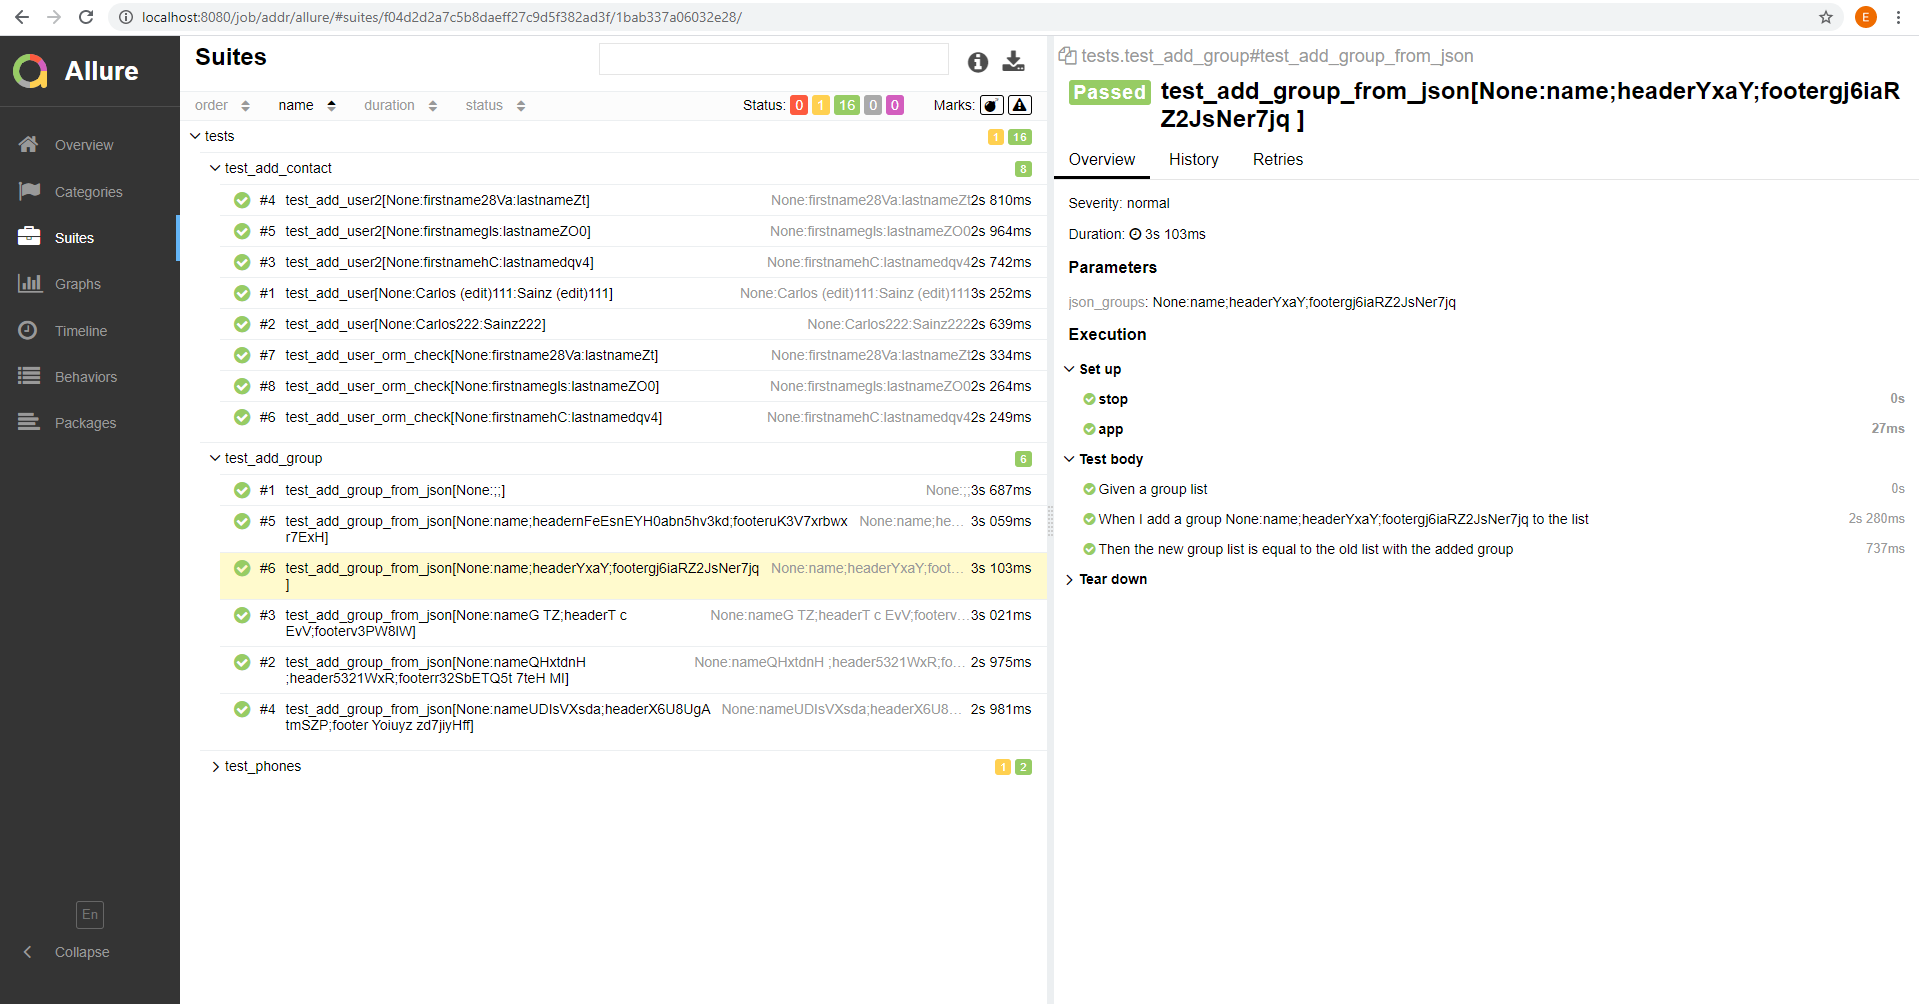 localhost:8080/job/addr/allure/#suites/f04d2d2a7c5b8daeff27c9d5f382ad3f/1bab337a06032e28/
E
Allure
Overview
Categories
Suites
Graphs
Timeline
Behaviors
Packages
En
Collapse
Suites
order name duration status Status: 0 1 16 0 0 Marks:
tests 1 16
test_add_contact 8
#4 test_add_user2[None:firstname28Va:lastnameZt] None:firstname28Va:lastnameZt 2s 810ms
#5 test_add_user2[None:firstnamegls:lastnameZO0] None:firstnamegls:lastnameZO0 2s 964ms
#3 test_add_user2[None:firstnamehC:lastnamedqv4] None:firstnamehC:lastnamedqv4 2s 742ms
#1 test_add_user[None:Carlos (edit)111:Sainz (edit)111] None:Carlos (edit)111:Sainz (edit)111 3s 252ms
#2 test_add_user[None:Carlos222:Sainz222] None:Carlos222:Sainz222 2s 639ms
#7 test_add_user_orm_check[None:firstname28Va:lastnameZt] None:firstname28Va:lastnameZt 2s 334ms
#8 test_add_user_orm_check[None:firstnamegls:lastnameZO0] None:firstnamegls:lastnameZO0 2s 264ms
#6 test_add_user_orm_check[None:firstnamehC:lastnamedqv4] None:firstnamehC:lastnamedqv4 2s 249ms
test_add_group 6
#1 test_add_group_from_json[None:;;] None:;; 3s 687ms
#5 test_add_group_from_json[None:name;headernFeEsnEYH0abn5hv3kd;footeruK3V7xrbwx None:name;he... 3s 059ms
r7ExH]
#6 test_add_group_from_json[None:name;headerYxaY;footergj6iaRZ2JsNer7jq None:name;headerYxaY;foot... 3s 103ms
]
#3 test_add_group_from_json[None:nameG TZ;headerT c None:nameG TZ;headerT c EvV;footerv... 3s 021ms
EvV;footerv3PW8lW]
#2 test_add_group_from_json[None:nameQHxtdnH None:nameQHxtdnH ;header5321WxR;fo... 2s 975ms
;header5321WxR;footerr32SbETQ5t 7teH MI]
#4 test_add_group_from_json[None:nameUDIsVXsda;headerX6U8UgA None:nameUDIsVXsda;headerX6U8... 2s 981ms
tmSZP;footer Yoiuyz zd7jiyHff]
test_phones 1 2
tests.test_add_group#test_add_group_from_json
Passed test_add_group_from_json[None:name;headerYxaY;footergj6iaR
Z2JsNer7jq ]
Overview History Retries
Severity: normal
Duration: 3s 103ms
Parameters
json_groups: None:name;headerYxaY;footergj6iaRZ2JsNer7jq
Execution
Set up
stop 0s
app 27ms
Test body
Given a group list 0s
When I add a group None:name;headerYxaY;footergj6iaRZ2JsNer7jq to the list 2s 280ms
Then the new group list is equal to the old list with the added group 737ms
Tear down